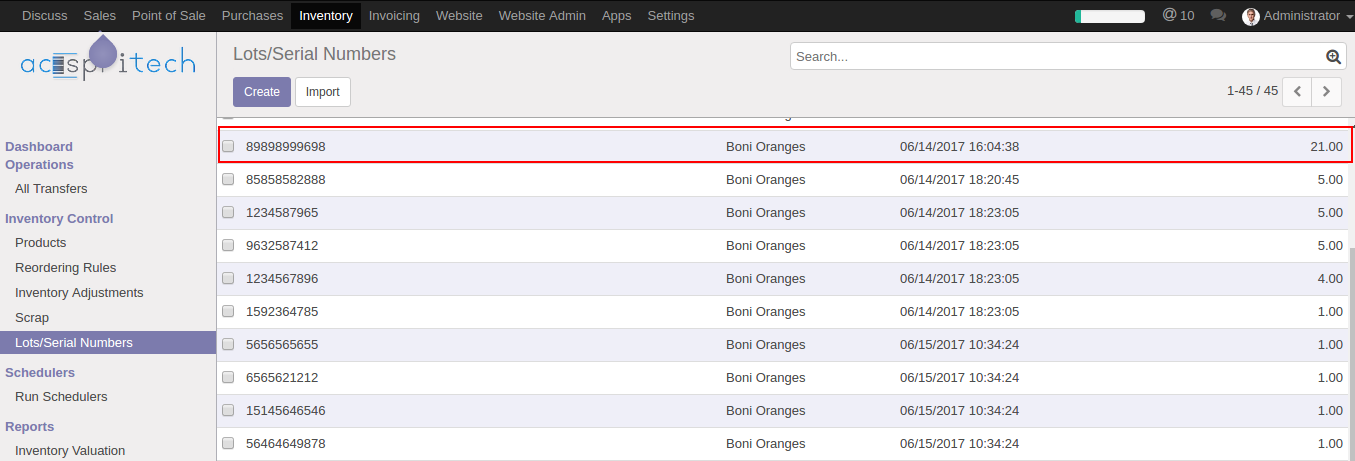 Discuss Sales Point of Sale Purchases Inventory Invoicing Website Website Admin Apps Settings @ 10 Administrator
Lots/Serial Numbers
Search...
Create Import
1-45 / 45
Dashboard
Operations
All Transfers
Inventory Control
Products
Reordering Rules
Inventory Adjustments
Scrap
Lots/Serial Numbers
Schedulers
Run Schedulers
Reports
Inventory Valuation
89898999698 Boni Oranges 06/14/2017 16:04:38 21.00
85858582888 Boni Oranges 06/14/2017 18:20:45 5.00
1234587965 Boni Oranges 06/14/2017 18:23:05 5.00
9632587412 Boni Oranges 06/14/2017 18:23:05 5.00
1234567896 Boni Oranges 06/14/2017 18:23:05 4.00
1592364785 Boni Oranges 06/14/2017 18:23:05 1.00
5656565655 Boni Oranges 06/15/2017 10:34:24 1.00
6565621212 Boni Oranges 06/15/2017 10:34:24 1.00
15145646546 Boni Oranges 06/15/2017 10:34:24 1.00
56464649878 Boni Oranges 06/15/2017 10:34:24 1.00